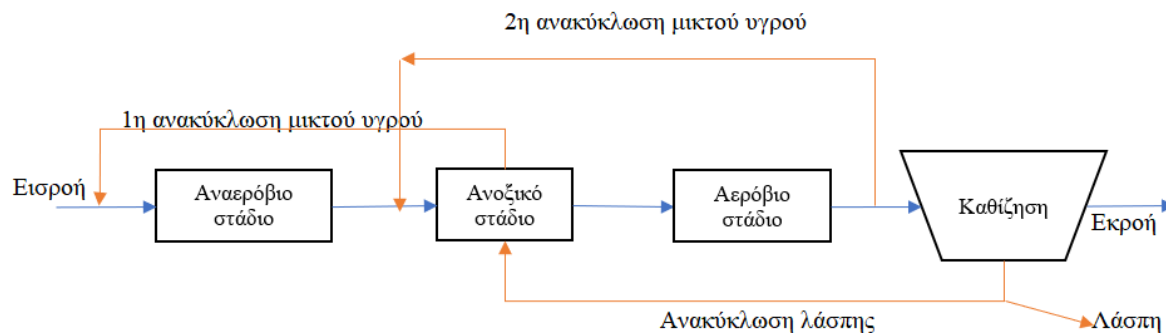 2η ανακύκλωση μικτού υγρού
1η ανακύκλωση μικτού υγρού
Εισροή
Αναερόβιο
στάδιο
Ανοξικό
στάδιο
Αερόβιο
στάδιο
Καθίζηση
Εκροή
Ανακύκλωση λάσπης
Λάσπη